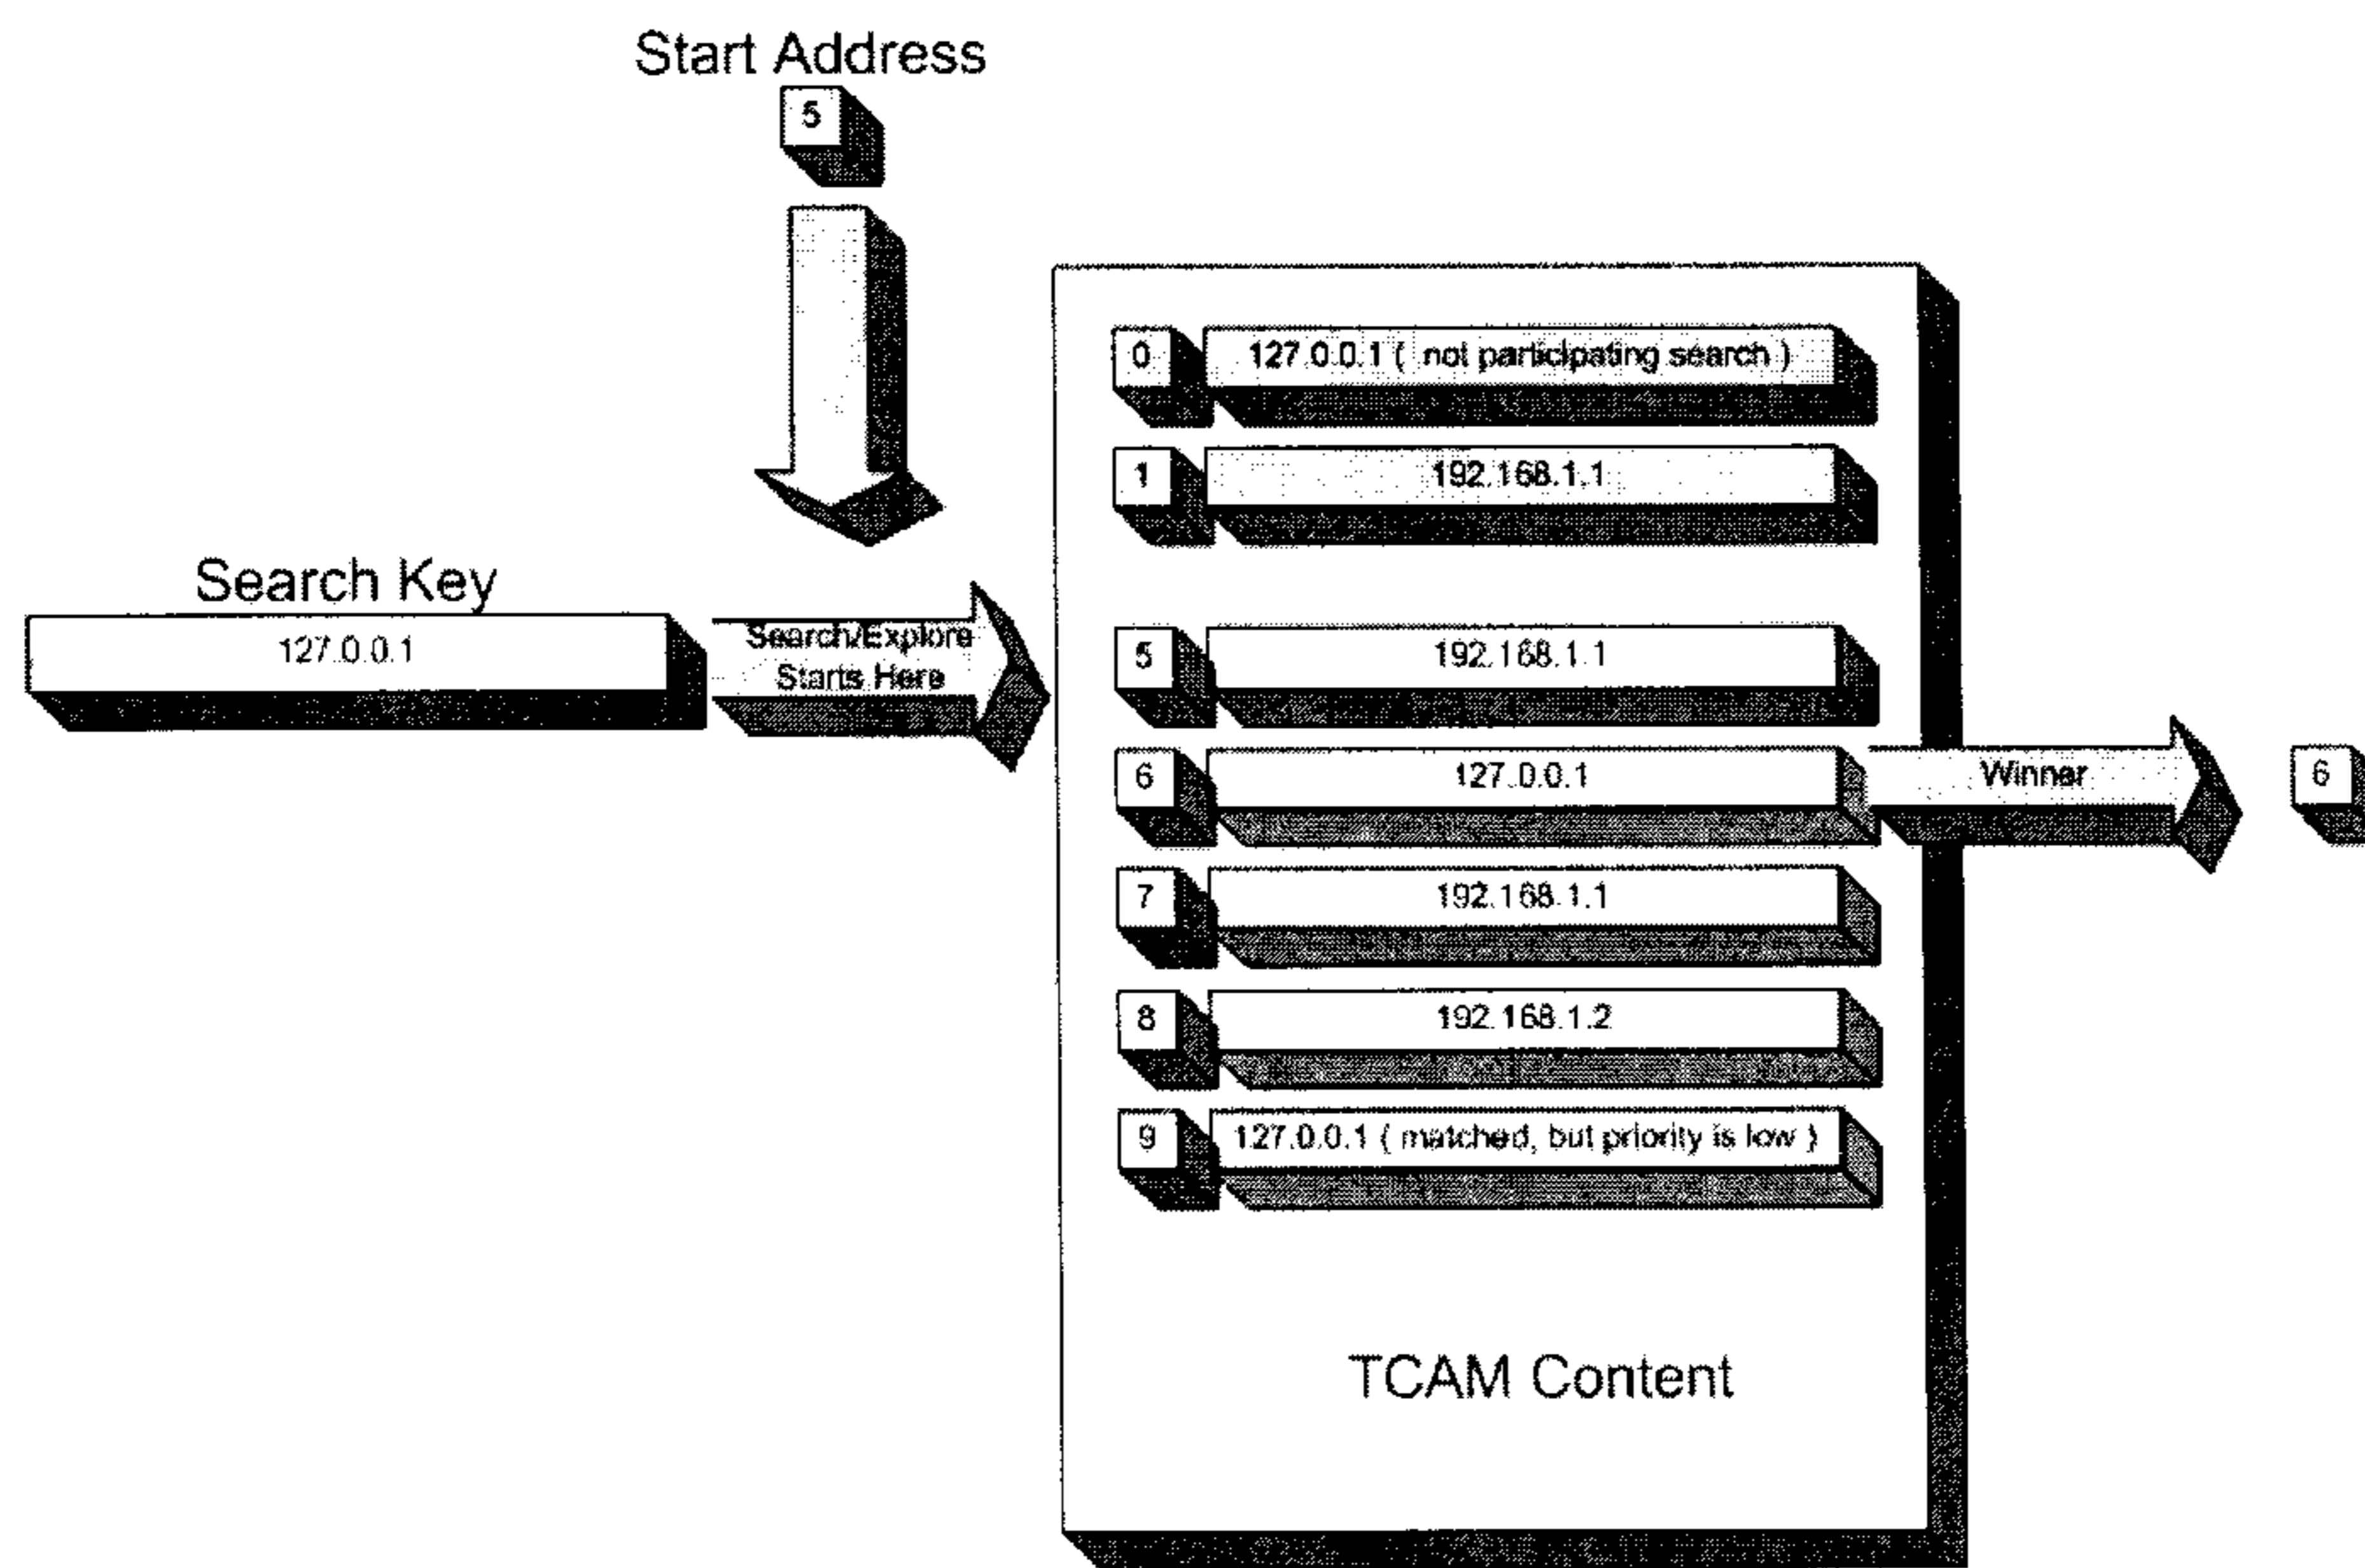 Start Address
5
Search Key
127.0.0.1
Search/Explore
Starts Here
0
127.0.0.1 ( not participating search )
1
192.168.1.1
5
192.168.1.1
6
127.0.0.1
Winner
6
7
192.168.1.1
8
192.168.1.2
9
127.0.0.1 ( matched, but priority is low )
TCAM Content